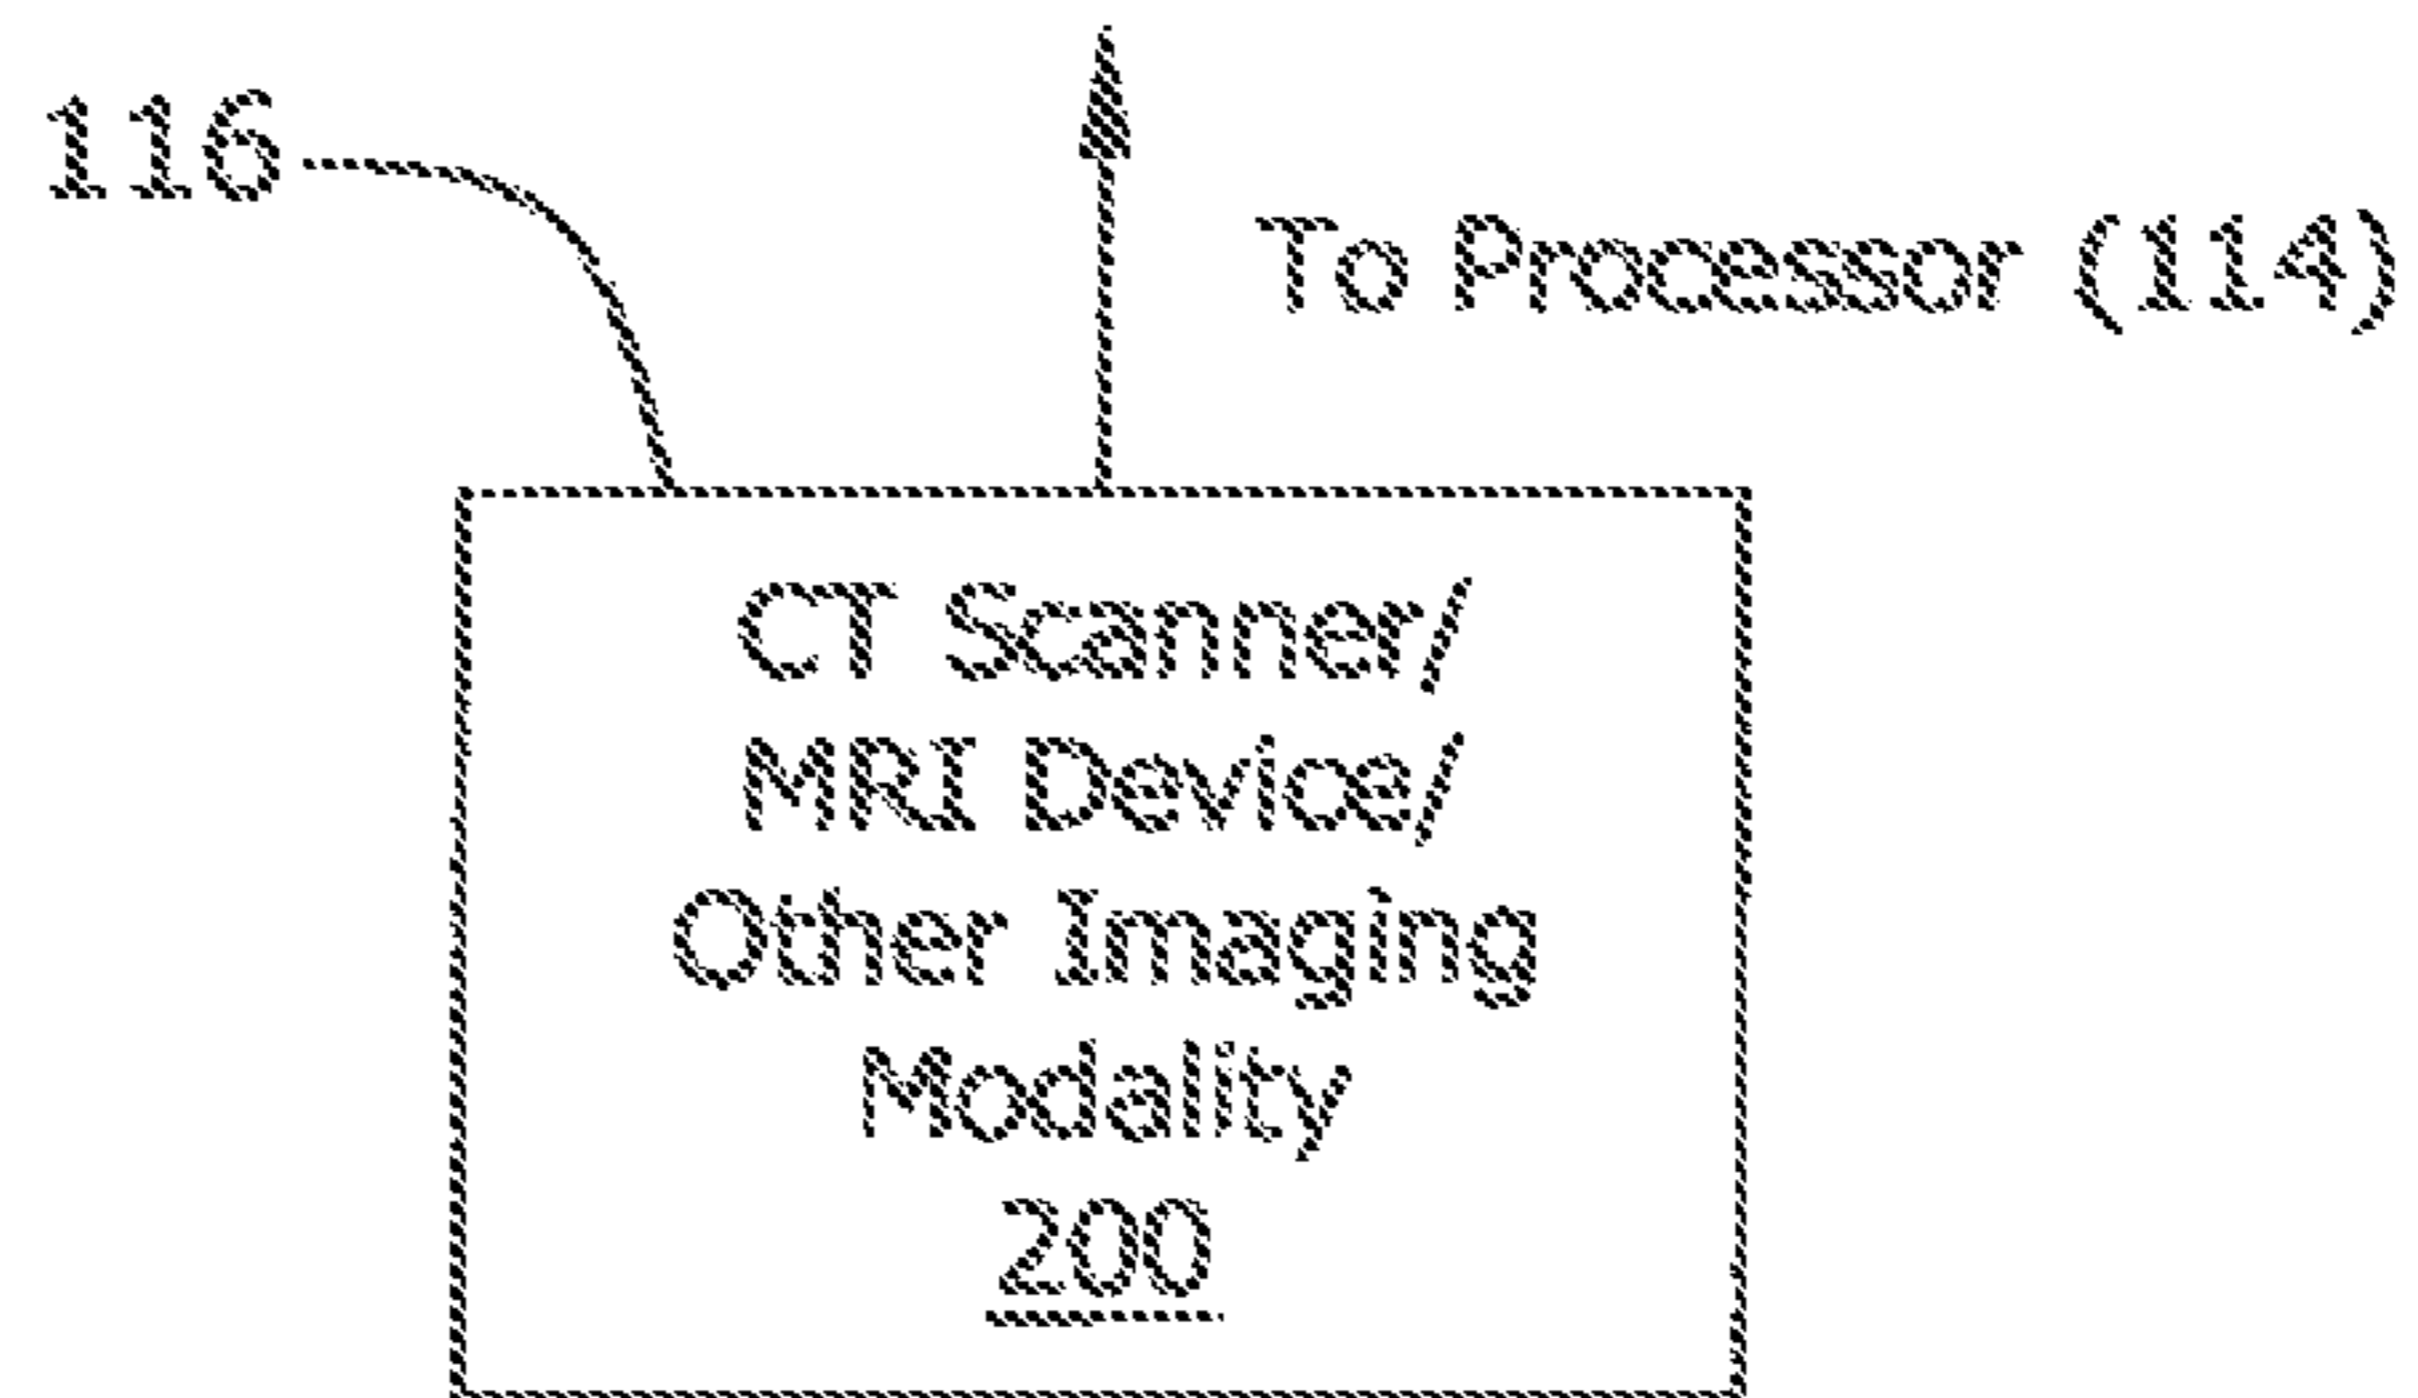 116
To Processor (114)
CT Scanner/
MRI Device/
Other Imaging
Modality
200